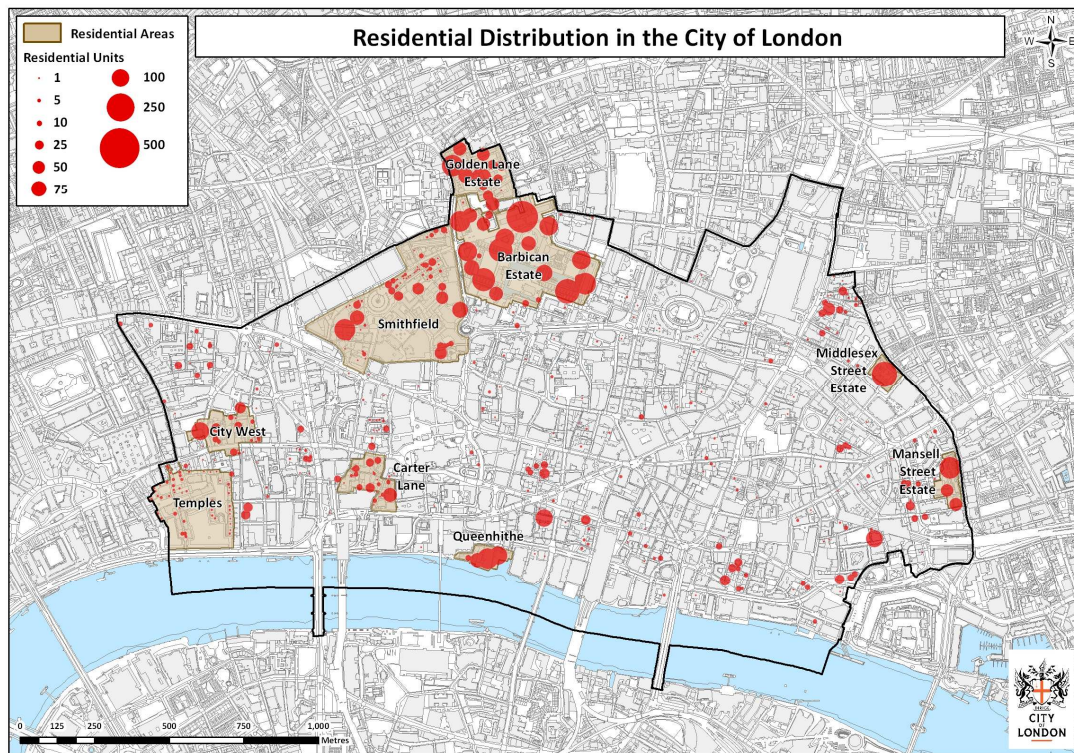 Residential Distribution in the City of London
Residential Areas
Residential Units
1
5
10
25
50
75
100
250
500
N
W E
S
Golden Lane
Estate
Barbican
Estate
Smithfield
Middlesex
Street
Estate
City West
Carter
Lane
Mansell
Street
Estate
Temples
Queenhithe
0 125 250 500 750 1,000
Metres
CITY
OF
LONDON